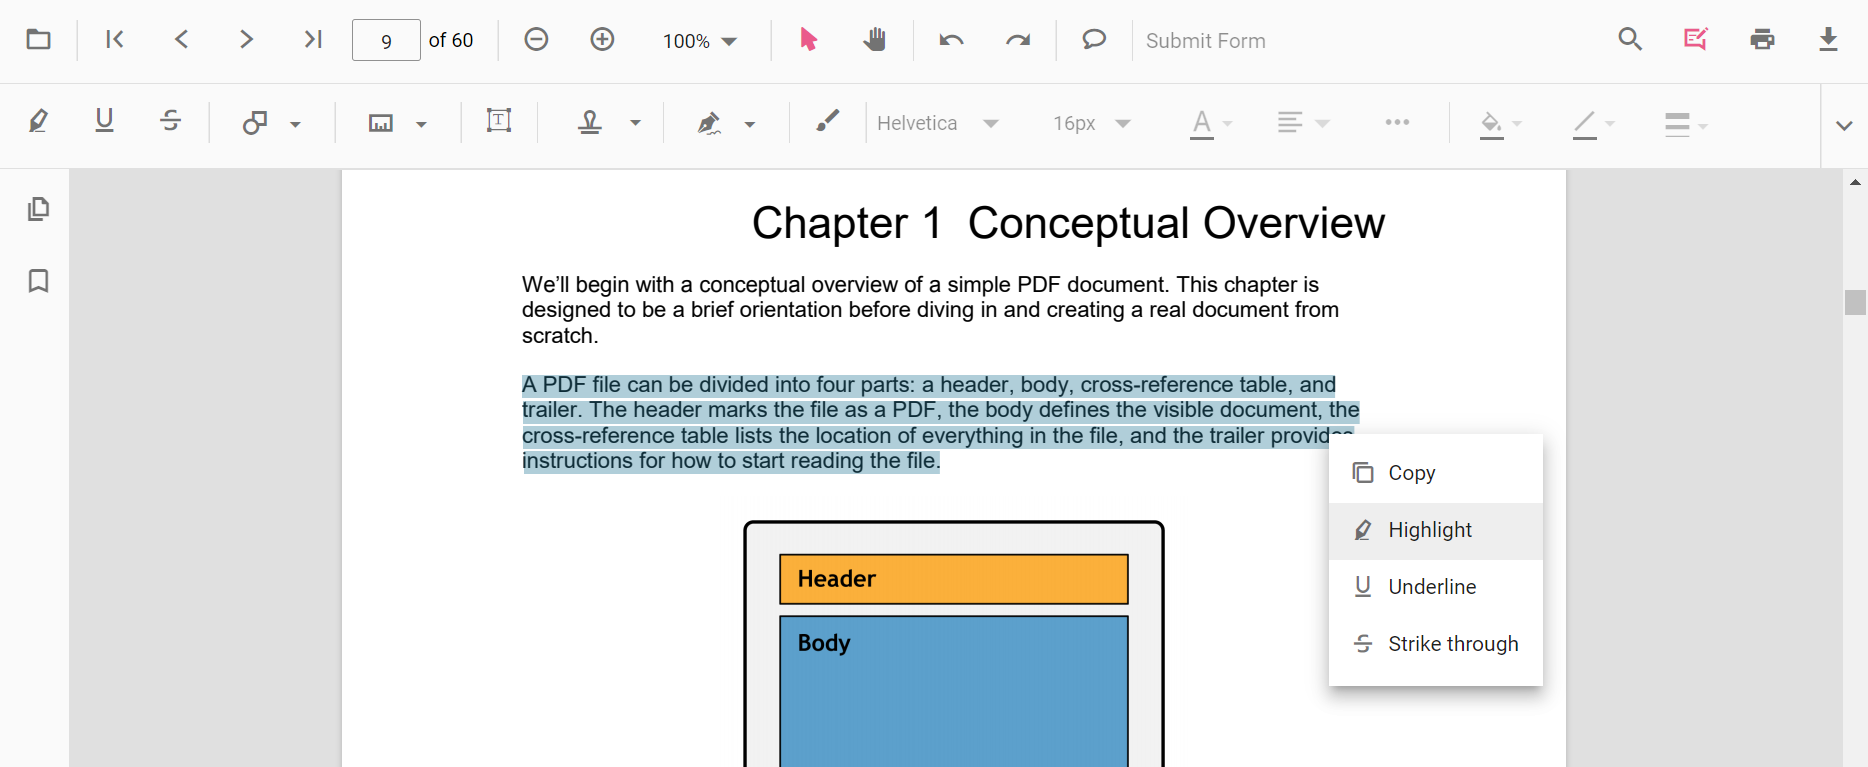 9 of 60 100% Submit Form
U S T Helvetica 16px A
Chapter 1 Conceptual Overview
We’ll begin with a conceptual overview of a simple PDF document. This chapter is
designed to be a brief orientation before diving in and creating a real document from
scratch.
A PDF file can be divided into four parts: a header, body, cross-reference table, and
trailer. The header marks the file as a PDF, the body defines the visible document, the
cross-reference table lists the location of everything in the file, and the trailer provides
instructions for how to start reading the file.
Copy
Highlight
Underline
Strike through
Header
Body